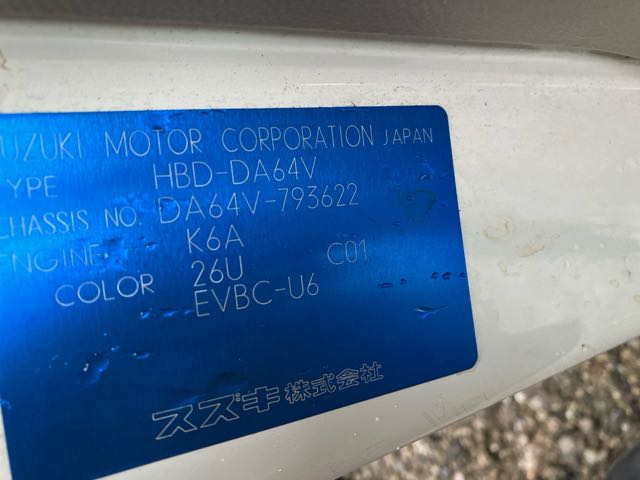 UZUKI MOTOR CORPORATION JAPAN
YPE HBD-DA64V
CHASSIS NO. DA64V-793622
ENGINE K6A
COLOR 26U C01
EVBC-U6
スズキ株式会社